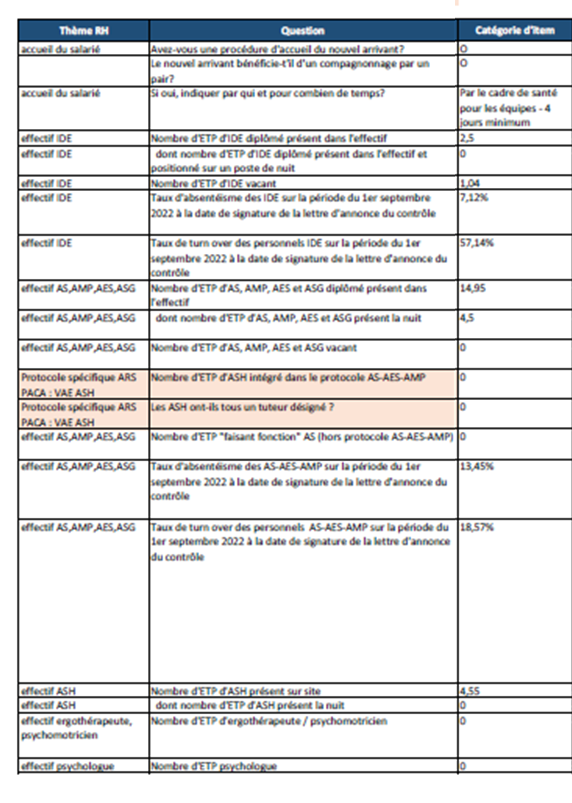 Thème RH Question Catégorie d'item
accueil du salarié Avez-vous une procédure d'accueil du nouvel arrivant? O
Le nouvel arrivant bénéficie-t'il d'un compagnonnage par un O
pair?
accueil du salarié Si oui, indiquer par qui et pour combien de temps? Par le cadre de santé
pour les équipes - 4
jours minimum
effectif IDE Nombre d'ETP d'IDE diplômé présent dans l'effectif 2,5
effectif IDE dont nombre d'ETP d'IDE diplômé présent dans l'effectif et 0
positionné sur un poste de nuit
effectif IDE Nombre d'ETP d'IDE vacant 1,04
effectif IDE Taux d'absentéisme des IDE sur la période du 1er septembre 7,12%
2022 à la date de signature de la lettre d'annonce du contrôle
effectif IDE Taux de turn over des personnels IDE sur la période du 1er 57,14%
septembre 2022 à la date de signature de la lettre d'annonce du
contrôle
effectif AS,AMP,AES,ASG Nombre d'ETP d'AS, AMP, AES et ASG diplômé présent dans 14,95
l'effectif
effectif AS,AMP,AES,ASG dont nombre d'ETP d'AS, AMP, AES et ASG présent la nuit 4,5
effectif AS,AMP,AES,ASG Nombre d'ETP d'AS, AMP, AES et ASG vacant 0
Protocole spécifique ARS Nombre d'ETP d'ASH intégré dans le protocole AS-AES-AMP 0
PACA : VAE ASH
Protocole spécifique ARS Les ASH ont-ils tous un tuteur désigné ? 0
PACA : VAE ASH
effectif AS,AMP,AES,ASG Nombre d'ETP "faisant fonction" AS (hors protocole AS-AES-AMP) 0
effectif AS,AMP,AES,ASG Taux d'absentéisme des AS-AES-AMP sur la période du 1er 13,45%
septembre 2022 à la date de signature de la lettre d'annonce du
contrôle
effectif AS,AMP,AES,ASG Taux de turn over des personnels AS-AES-AMP sur la période du 18,57%
1er septembre 2022 à la date de signature de la lettre d'annonce
du contrôle
effectif ASH Nombre d'ETP d'ASH présent sur site 4,55
effectif ASH dont nombre d'ETP d'ASH présent la nuit 0
effectif ergothérapeute, Nombre d'ETP d'ergothérapeute / psychomotricien 0
psychomotricien
effectif psychologue Nombre d'ETP psychologue 0